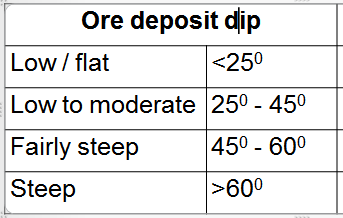 Ore deposit dip
Low / flat <25⁰
Low to moderate 25⁰ - 45⁰
Fairly steep 45⁰ - 60⁰
Steep >60⁰